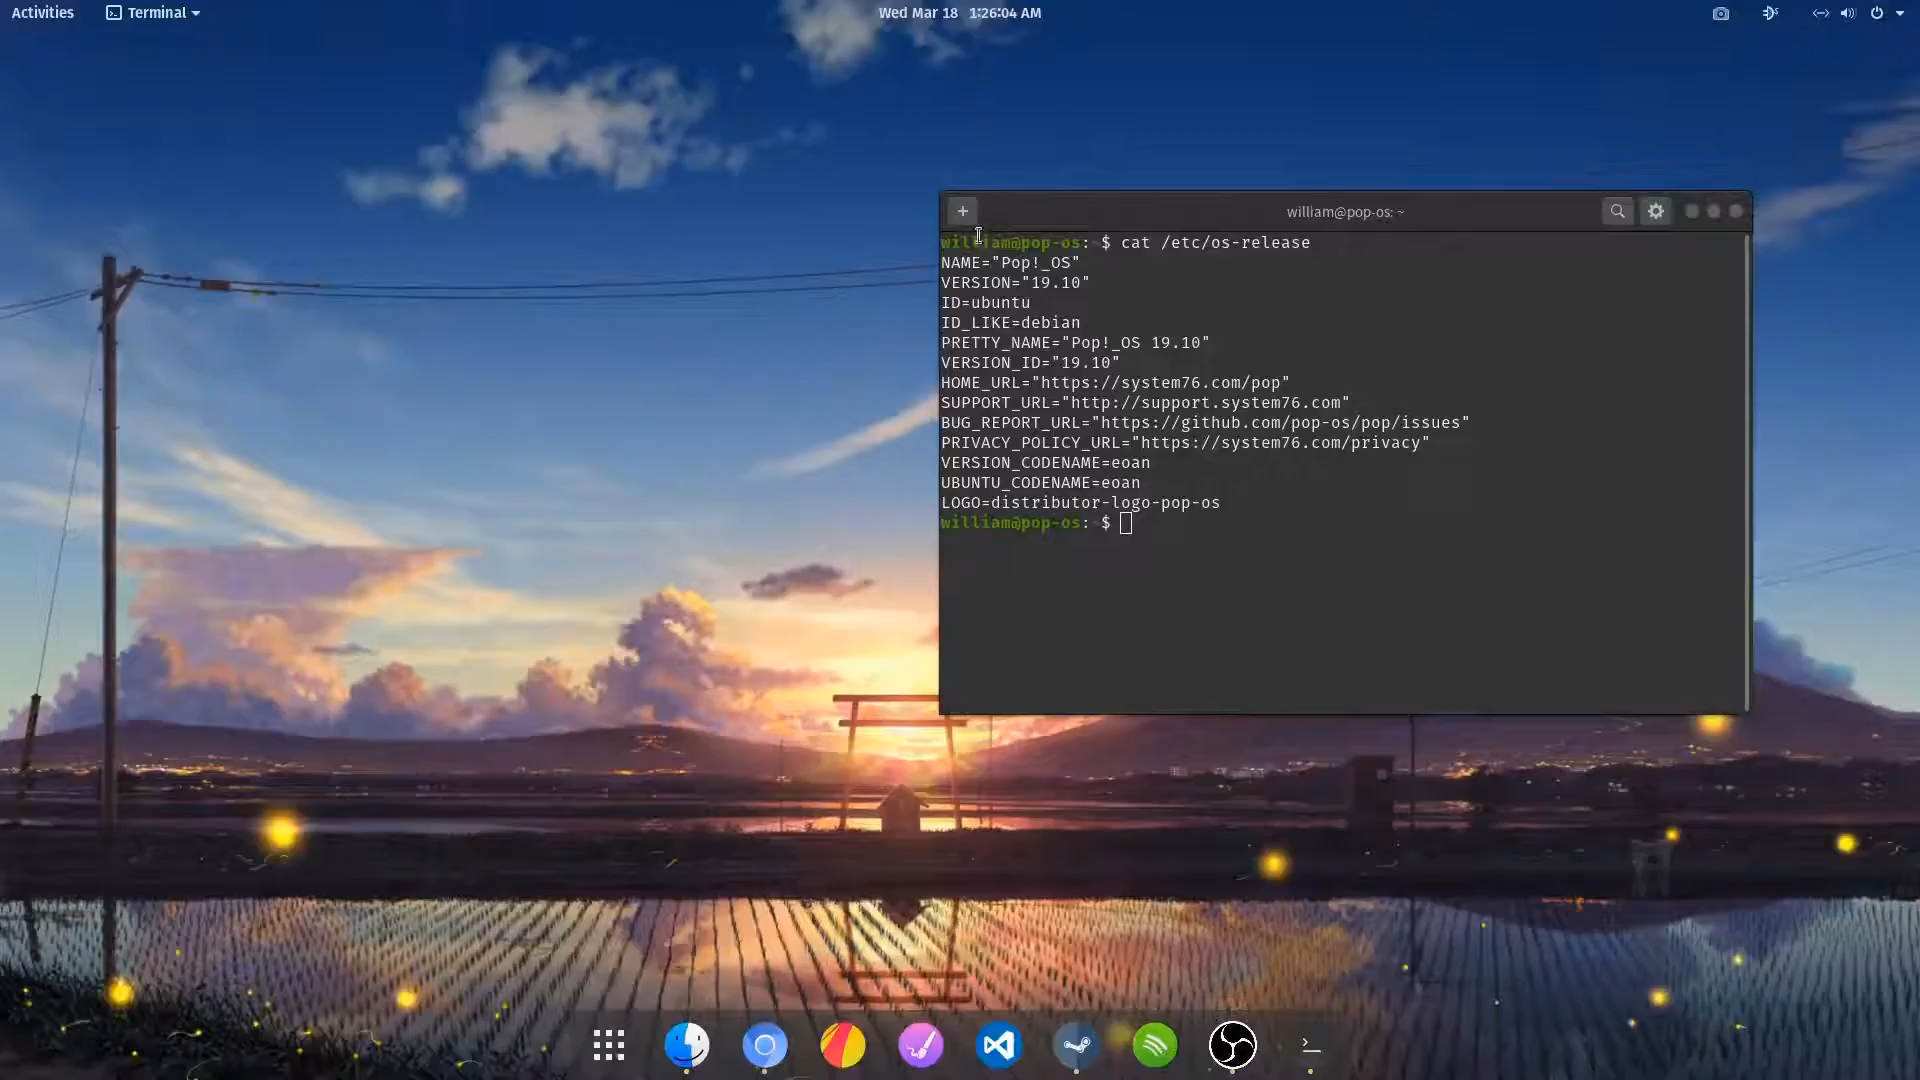 Activities
Terminal
Wed Mar 18 1:26:04 AM
william@pop-os: ~
william@pop-os:~$ cat /etc/os-release
NAME="Pop!_OS"
VERSION="19.10"
ID=ubuntu
ID_LIKE=debian
PRETTY_NAME="Pop!_OS 19.10"
VERSION_ID="19.10"
HOME_URL="https://system76.com/pop"
SUPPORT_URL="http://support.system76.com"
BUG_REPORT_URL="https://github.com/pop-os/pop/issues"
PRIVACY_POLICY_URL="https://system76.com/privacy"
VERSION_CODENAME=eoan
UBUNTU_CODENAME=eoan
LOGO=distributor-logo-pop-os
william@pop-os:~$